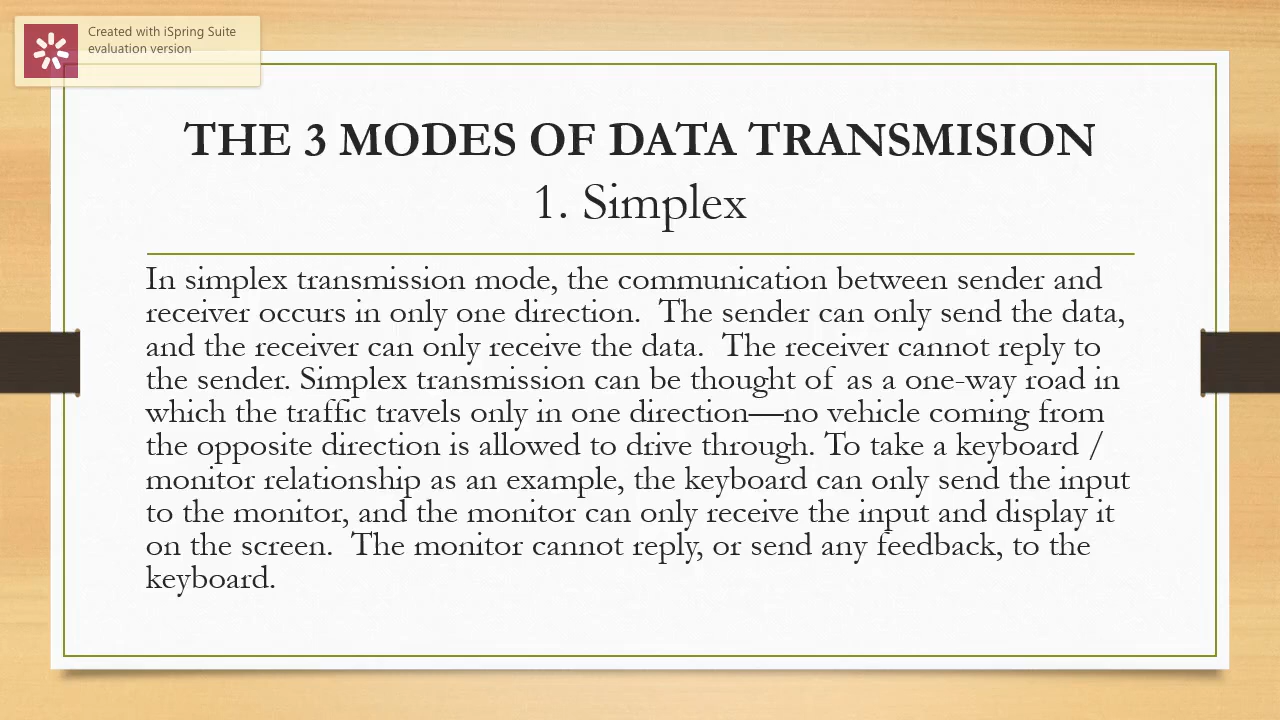 Created with iSpring Suite
evaluation version
THE 3 MODES OF DATA TRANSMISION
1. Simplex
In simplex transmission mode, the communication between sender and
receiver occurs in only one direction.  The sender can only send the data,
and the receiver can only receive the data.  The receiver cannot reply to
the sender. Simplex transmission can be thought of as a one-way road in
which the traffic travels only in one direction—no vehicle coming from
the opposite direction is allowed to drive through. To take a keyboard /
monitor relationship as an example, the keyboard can only send the input
to the monitor, and the monitor can only receive the input and display it
on the screen.  The monitor cannot reply, or send any feedback, to the
keyboard.